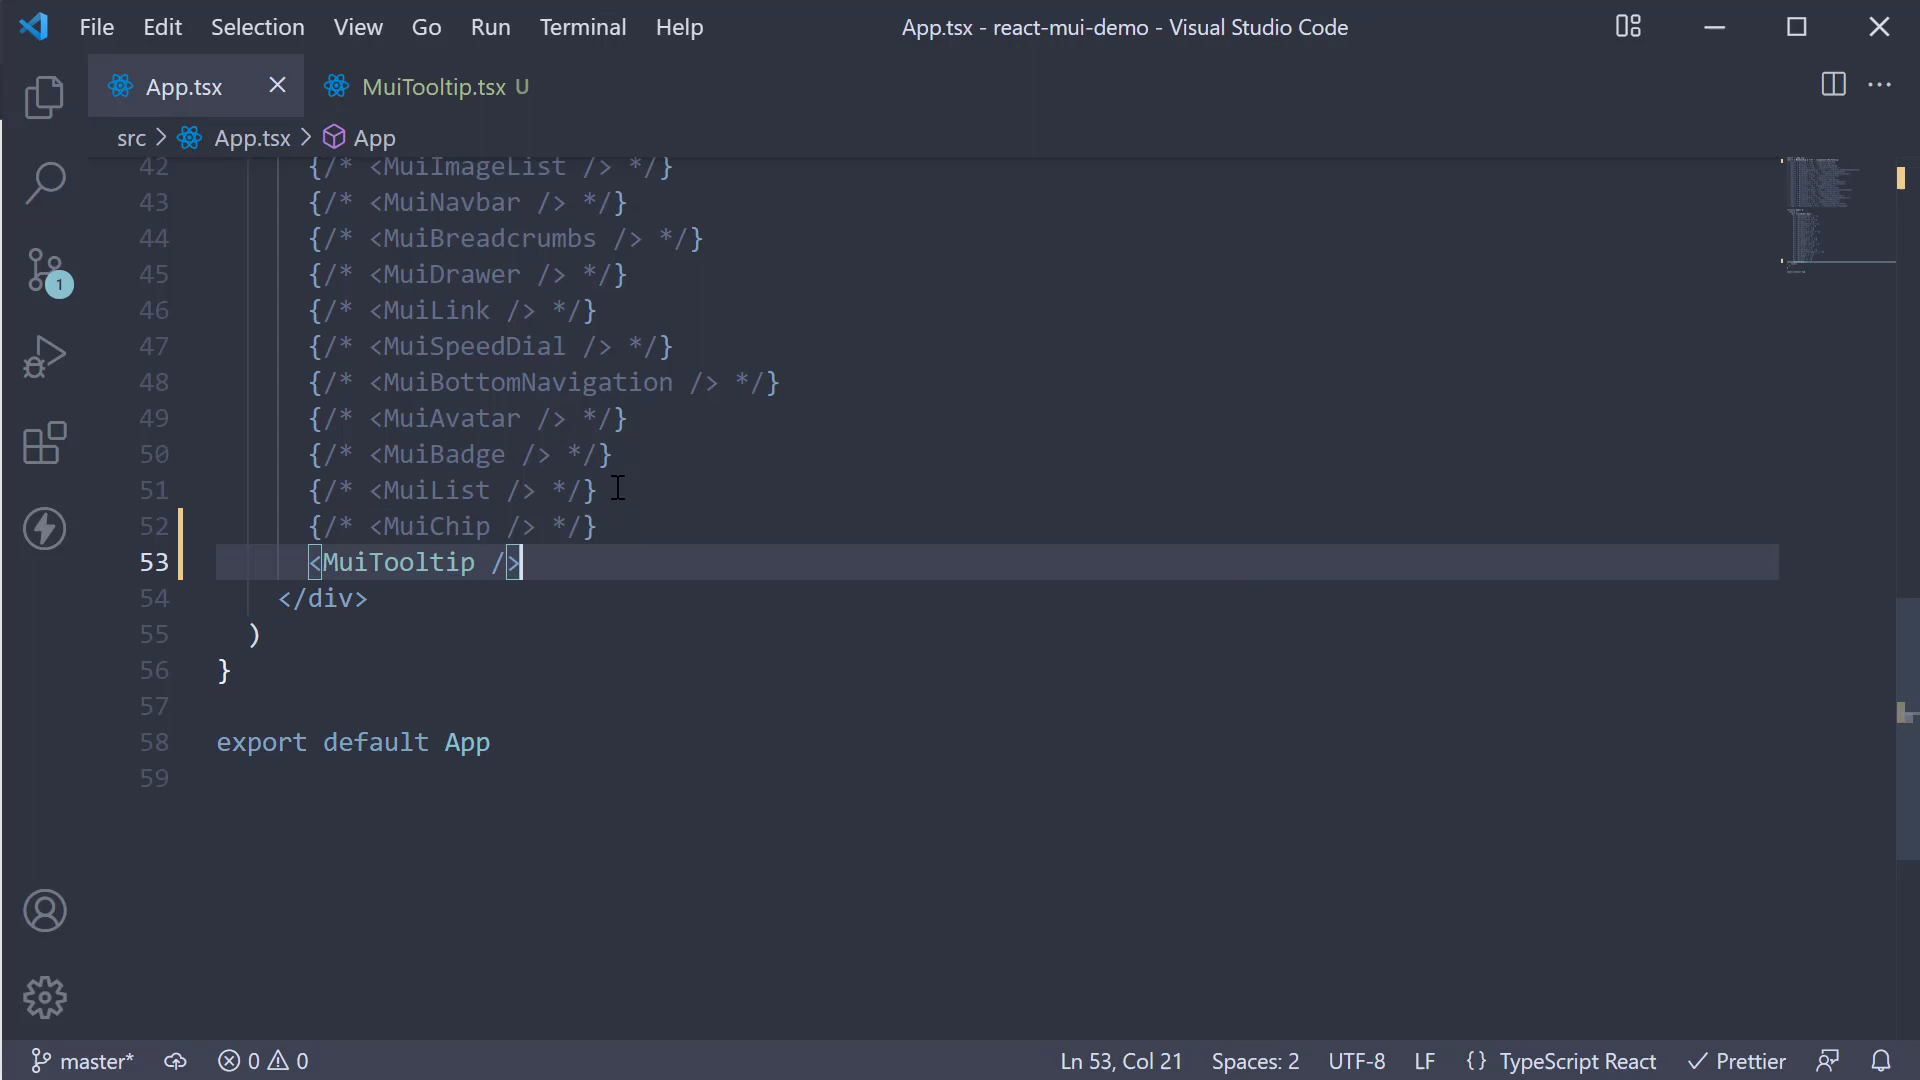 File Edit Selection View Go Run Terminal Help App.tsx - react-mui-demo - Visual Studio Code
App.tsx MuiTooltip.tsx U
src App.tsx App
42 {/* <MuiImageList /> */}
43 {/* <MuiNavbar /> */}
44 {/* <MuiBreadcrumbs /> */}
45 {/* <MuiDrawer /> */}
46 {/* <MuiLink /> */}
47 {/* <MuiSpeedDial /> */}
48 {/* <MuiBottomNavigation /> */}
49 {/* <MuiAvatar /> */}
50 {/* <MuiBadge /> */}
51 {/* <MuiList /> */}
52 {/* <MuiChip /> */}
53 <MuiTooltip />
54 </div>
55 )
56 }
57
58 export default App
59
1
master* 0 0 Ln 53, Col 21 Spaces: 2 UTF-8 LF {} TypeScript React Prettier